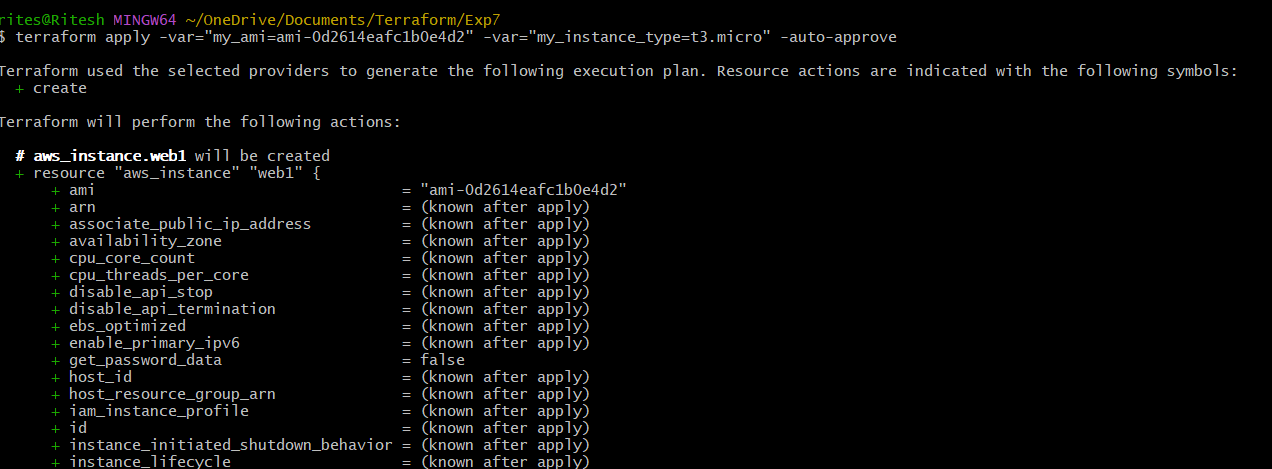 rites@Ritesh MINGW64 ~/OneDrive/Documents/Terraform/Exp7
$ terraform apply -var="my_ami=ami-0d2614eafc1b0e4d2" -var="my_instance_type=t3.micro" -auto-approve
Terraform used the selected providers to generate the following execution plan. Resource actions are indicated with the following symbols:
+ create
Terraform will perform the following actions:
# aws_instance.web1 will be created
+ resource "aws_instance" "web1" {
+ ami = "ami-0d2614eafc1b0e4d2"
+ arn = (known after apply)
+ associate_public_ip_address = (known after apply)
+ availability_zone = (known after apply)
+ cpu_core_count = (known after apply)
+ cpu_threads_per_core = (known after apply)
+ disable_api_stop = (known after apply)
+ disable_api_termination = (known after apply)
+ ebs_optimized = (known after apply)
+ enable_primary_ipv6 = (known after apply)
+ get_password_data = false
+ host_id = (known after apply)
+ host_resource_group_arn = (known after apply)
+ iam_instance_profile = (known after apply)
+ id = (known after apply)
+ instance_initiated_shutdown_behavior = (known after apply)
+ instance_lifecycle = (known after apply)